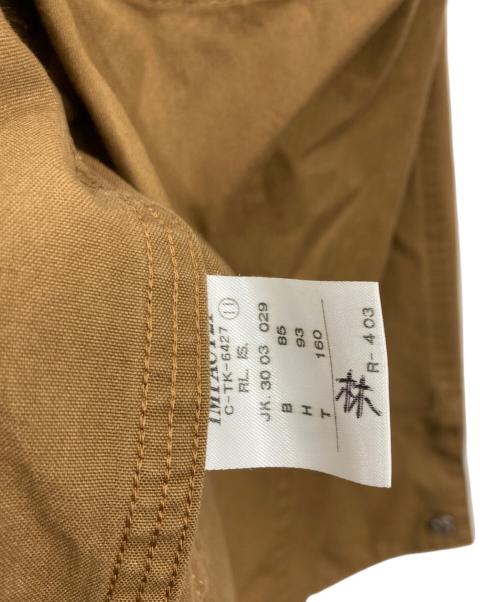 C-TK-6427 ⑪
RL. IS.
JK. 30 03 029
B 85
H 93
T 160
林
R-403